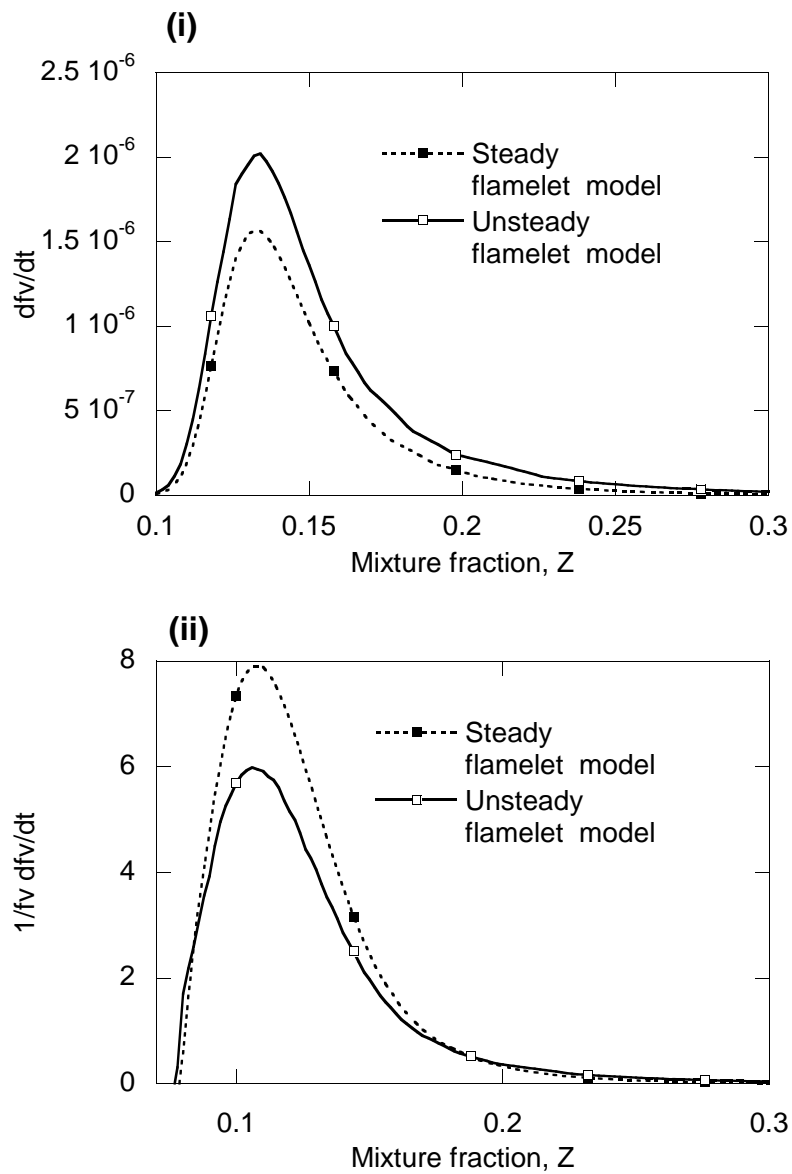 (i)
2.5 10-6
2 10-6
1.5 10-6
1 10-6
5 10-7
0
dfv/dt
Steady
flamelet model
Unsteady
flamelet model
0.1 0.15 0.2 0.25 0.3
Mixture fraction, Z
(ii)
8
6
4
2
0
1/fv dfv/dt
Steady
flamelet model
Unsteady
flamelet model
0.1 0.2 0.3
Mixture fraction, Z